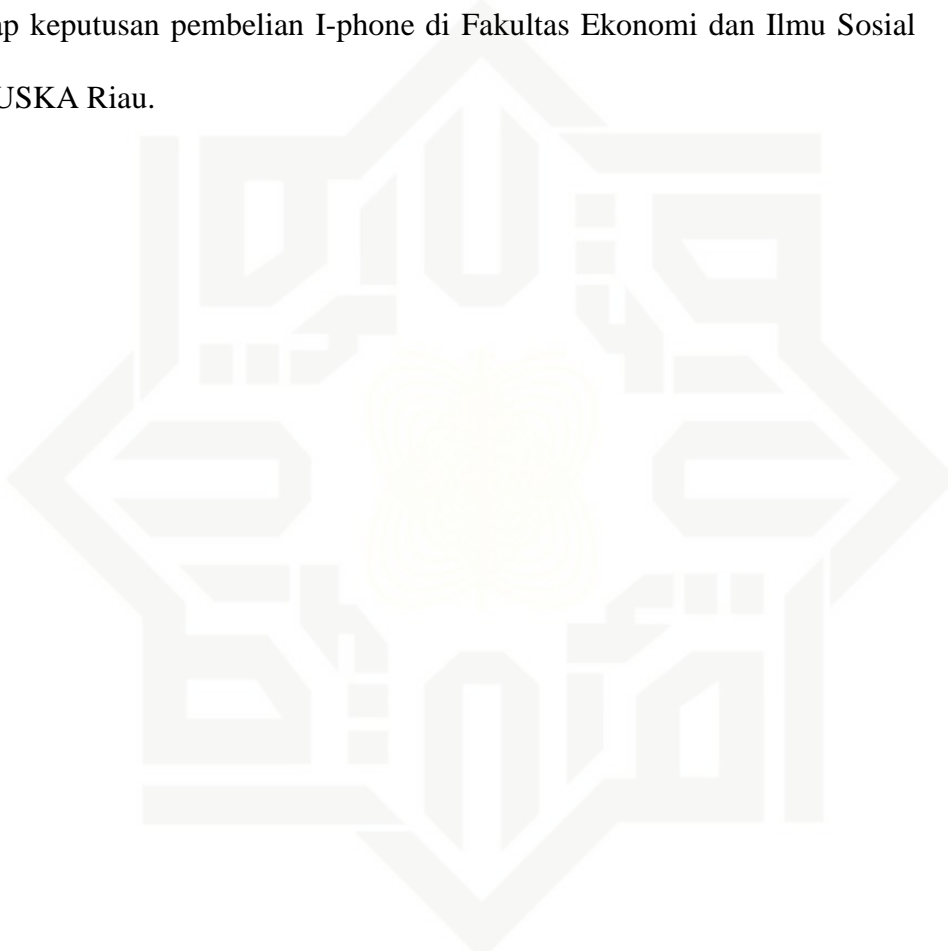 ap keputusan pembelian I-phone di Fakultas Ekonomi dan Ilmu Sosial
USKA Riau.